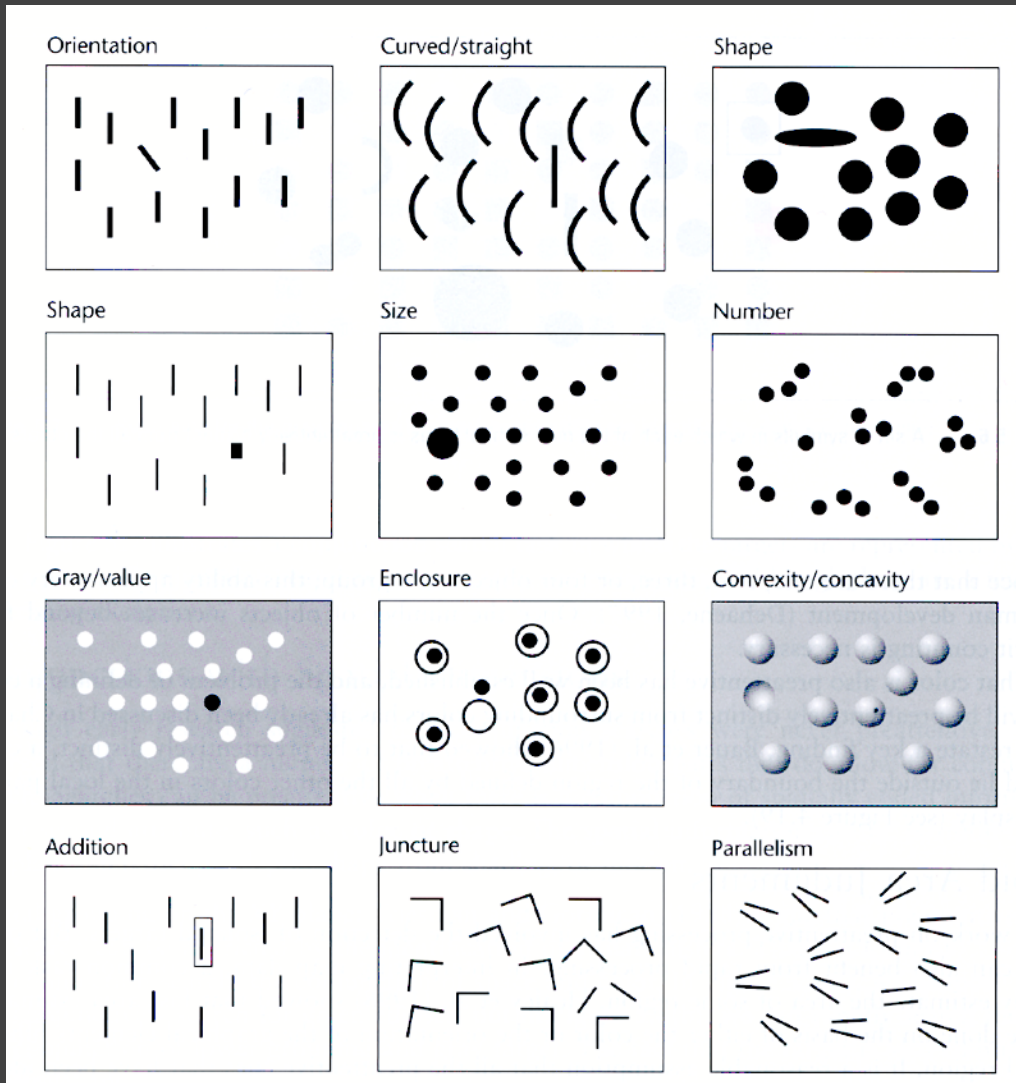 Orientation
Curved/straight
Shape
Shape
Size
Number
Gray/value
Enclosure
Convexity/concavity
Addition
Juncture
Parallelism